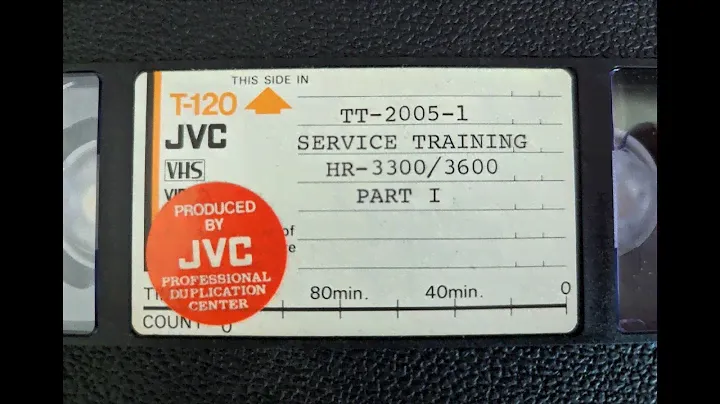 THIS SIDE IN
T-120
JVC
VHS
TT-2005-1
SERVICE TRAINING
HR-3300/3600
PART I
PRODUCED
BY
JVC
PROFESSIONAL
DUPLICATION
CENTER
of
80min. 40min. 0
COUNT 0